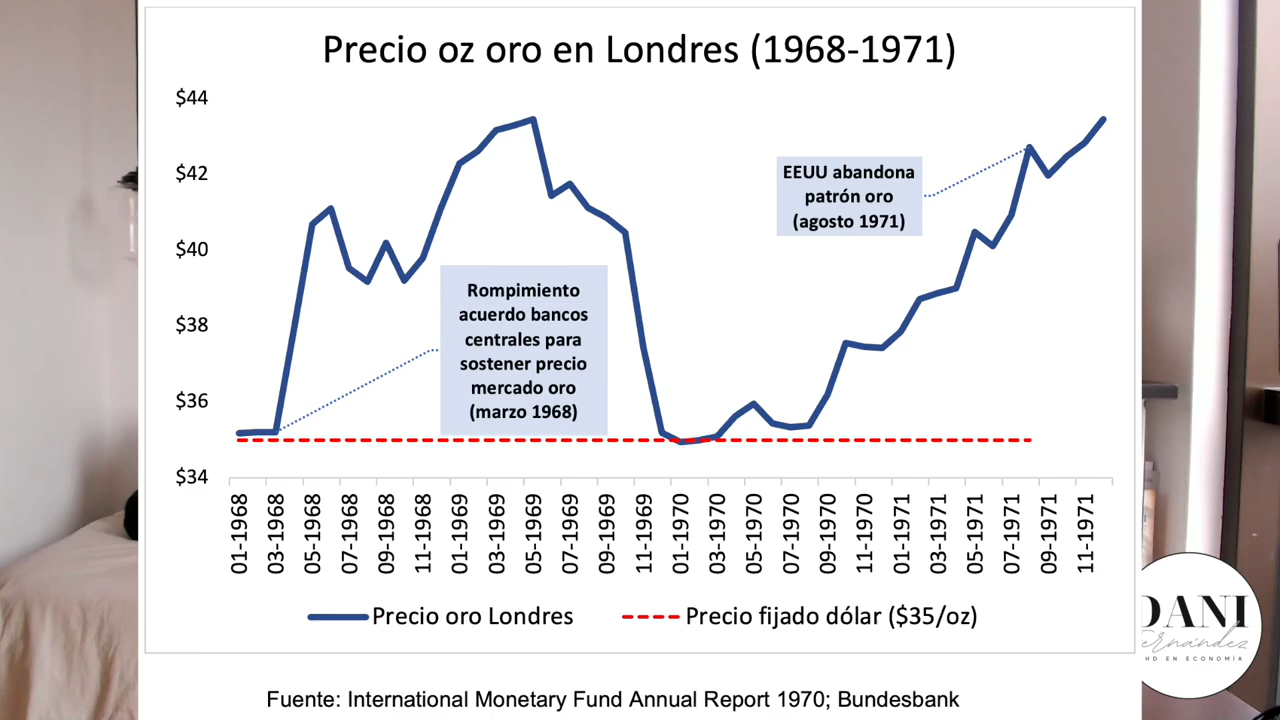 Precio oz oro en Londres (1968-1971)
$44
$42
$40
$38
$36
$34
EEUU abandona
patrón oro
(agosto 1971)
Rompimiento
acuerdo bancos
centrales para
sostener precio
mercado oro
(marzo 1968)
01-1968
03-1968
05-1968
07-1968
09-1968
11-1968
01-1969
03-1969
05-1969
07-1969
09-1969
11-1969
01-1970
03-1970
05-1970
07-1970
09-1970
11-1970
01-1971
03-1971
05-1971
07-1971
09-1971
11-1971
Precio oro Londres
Precio fijado dólar ($35/oz)
DANI
ernández
HD EN ECONOMÍA
Fuente: International Monetary Fund Annual Report 1970; Bundesbank